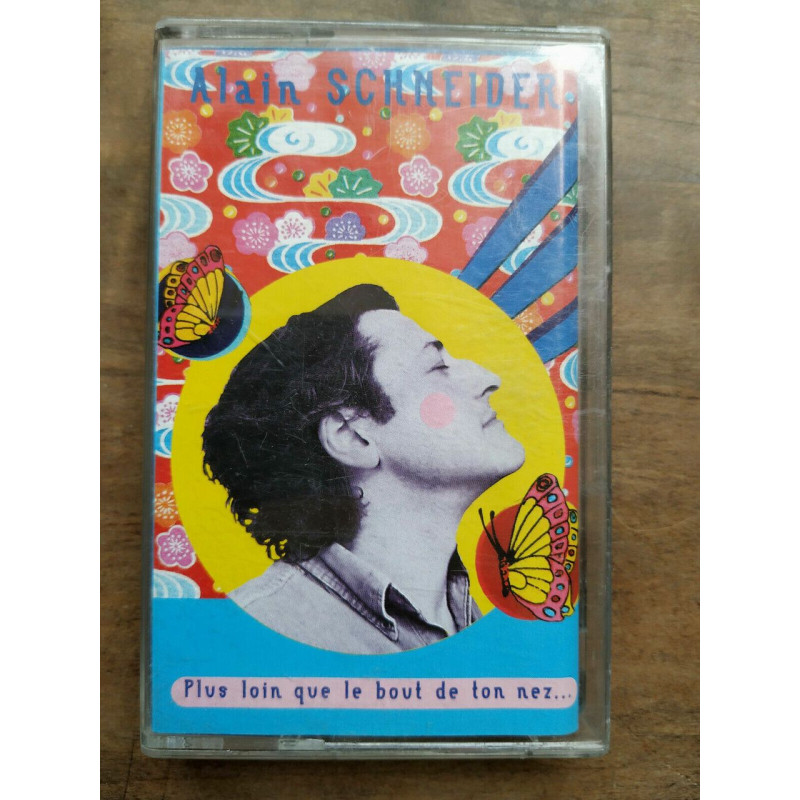 Alain SCHNEIDER
Plus loin que le bout de ton nez...